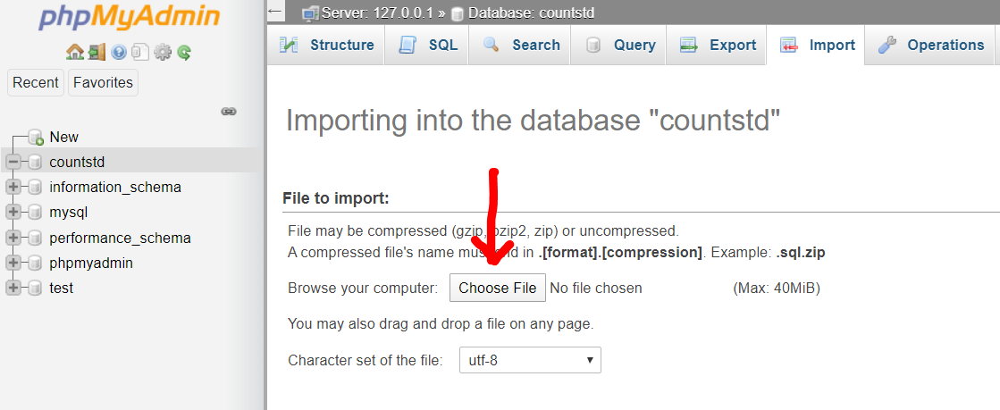 phpMyAdmin
Recent Favorites
New
countstd
information_schema
mysql
performance_schema
phpmyadmin
test
Server: 127.0.0.1 » Database: countstd
Structure SQL Search Query Export Import Operations
Importing into the database "countstd"
File to import:
File may be compressed (gzip, bzip2, zip) or uncompressed.
A compressed file's name must end in .[format].[compression]. Example: .sql.zip
Browse your computer: Choose File No file chosen (Max: 40MiB)
You may also drag and drop a file on any page.
Character set of the file: utf-8